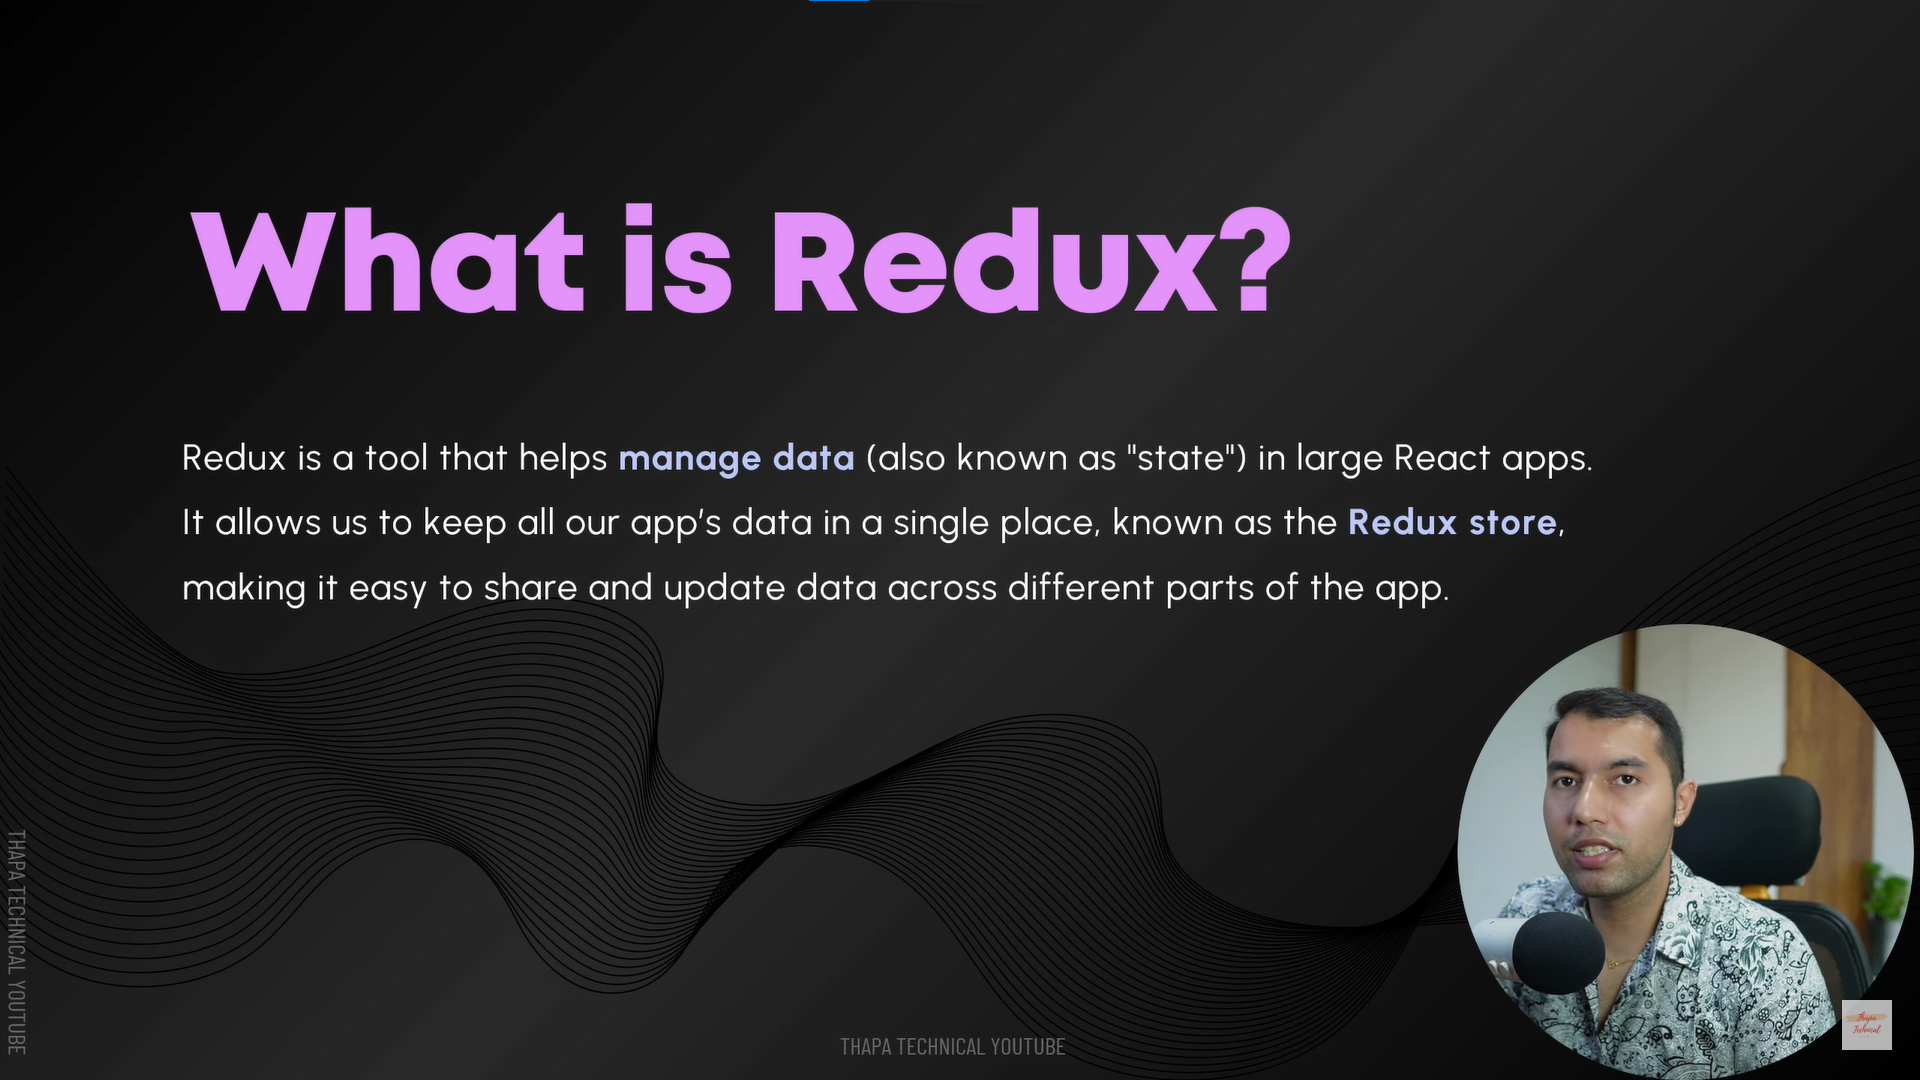 What is Redux?
Redux is a tool that helps manage data (also known as "state") in large React apps.
It allows us to keep all our app's data in a single place, known as the Redux store,
making it easy to share and update data across different parts of the app.
THAPA TECHNICAL YOUTUBE
THAPA TECHNICAL YOUTUBE
Thapa
Technical